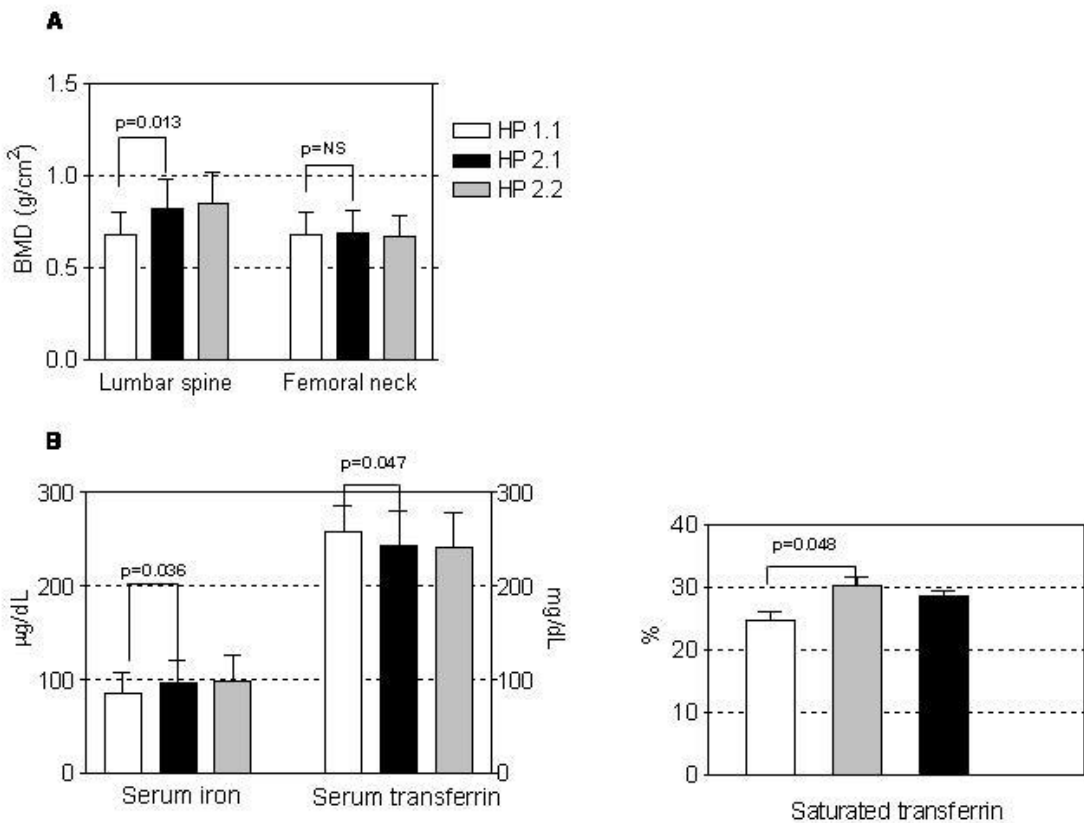 A
1.5
1.0
0.5
0.0
BMD (g/cm²)
p=0.013
p=NS
HP 1.1
HP 2.1
HP 2.2
Lumbar spine
Femoral neck
B
300
200
100
0
µg/dL
p=0.036
p=0.047
300
200
100
0
mg/dL
Serum iron
Serum transferrin
40
30
20
10
0
%
p=0.048
Saturated transferrin